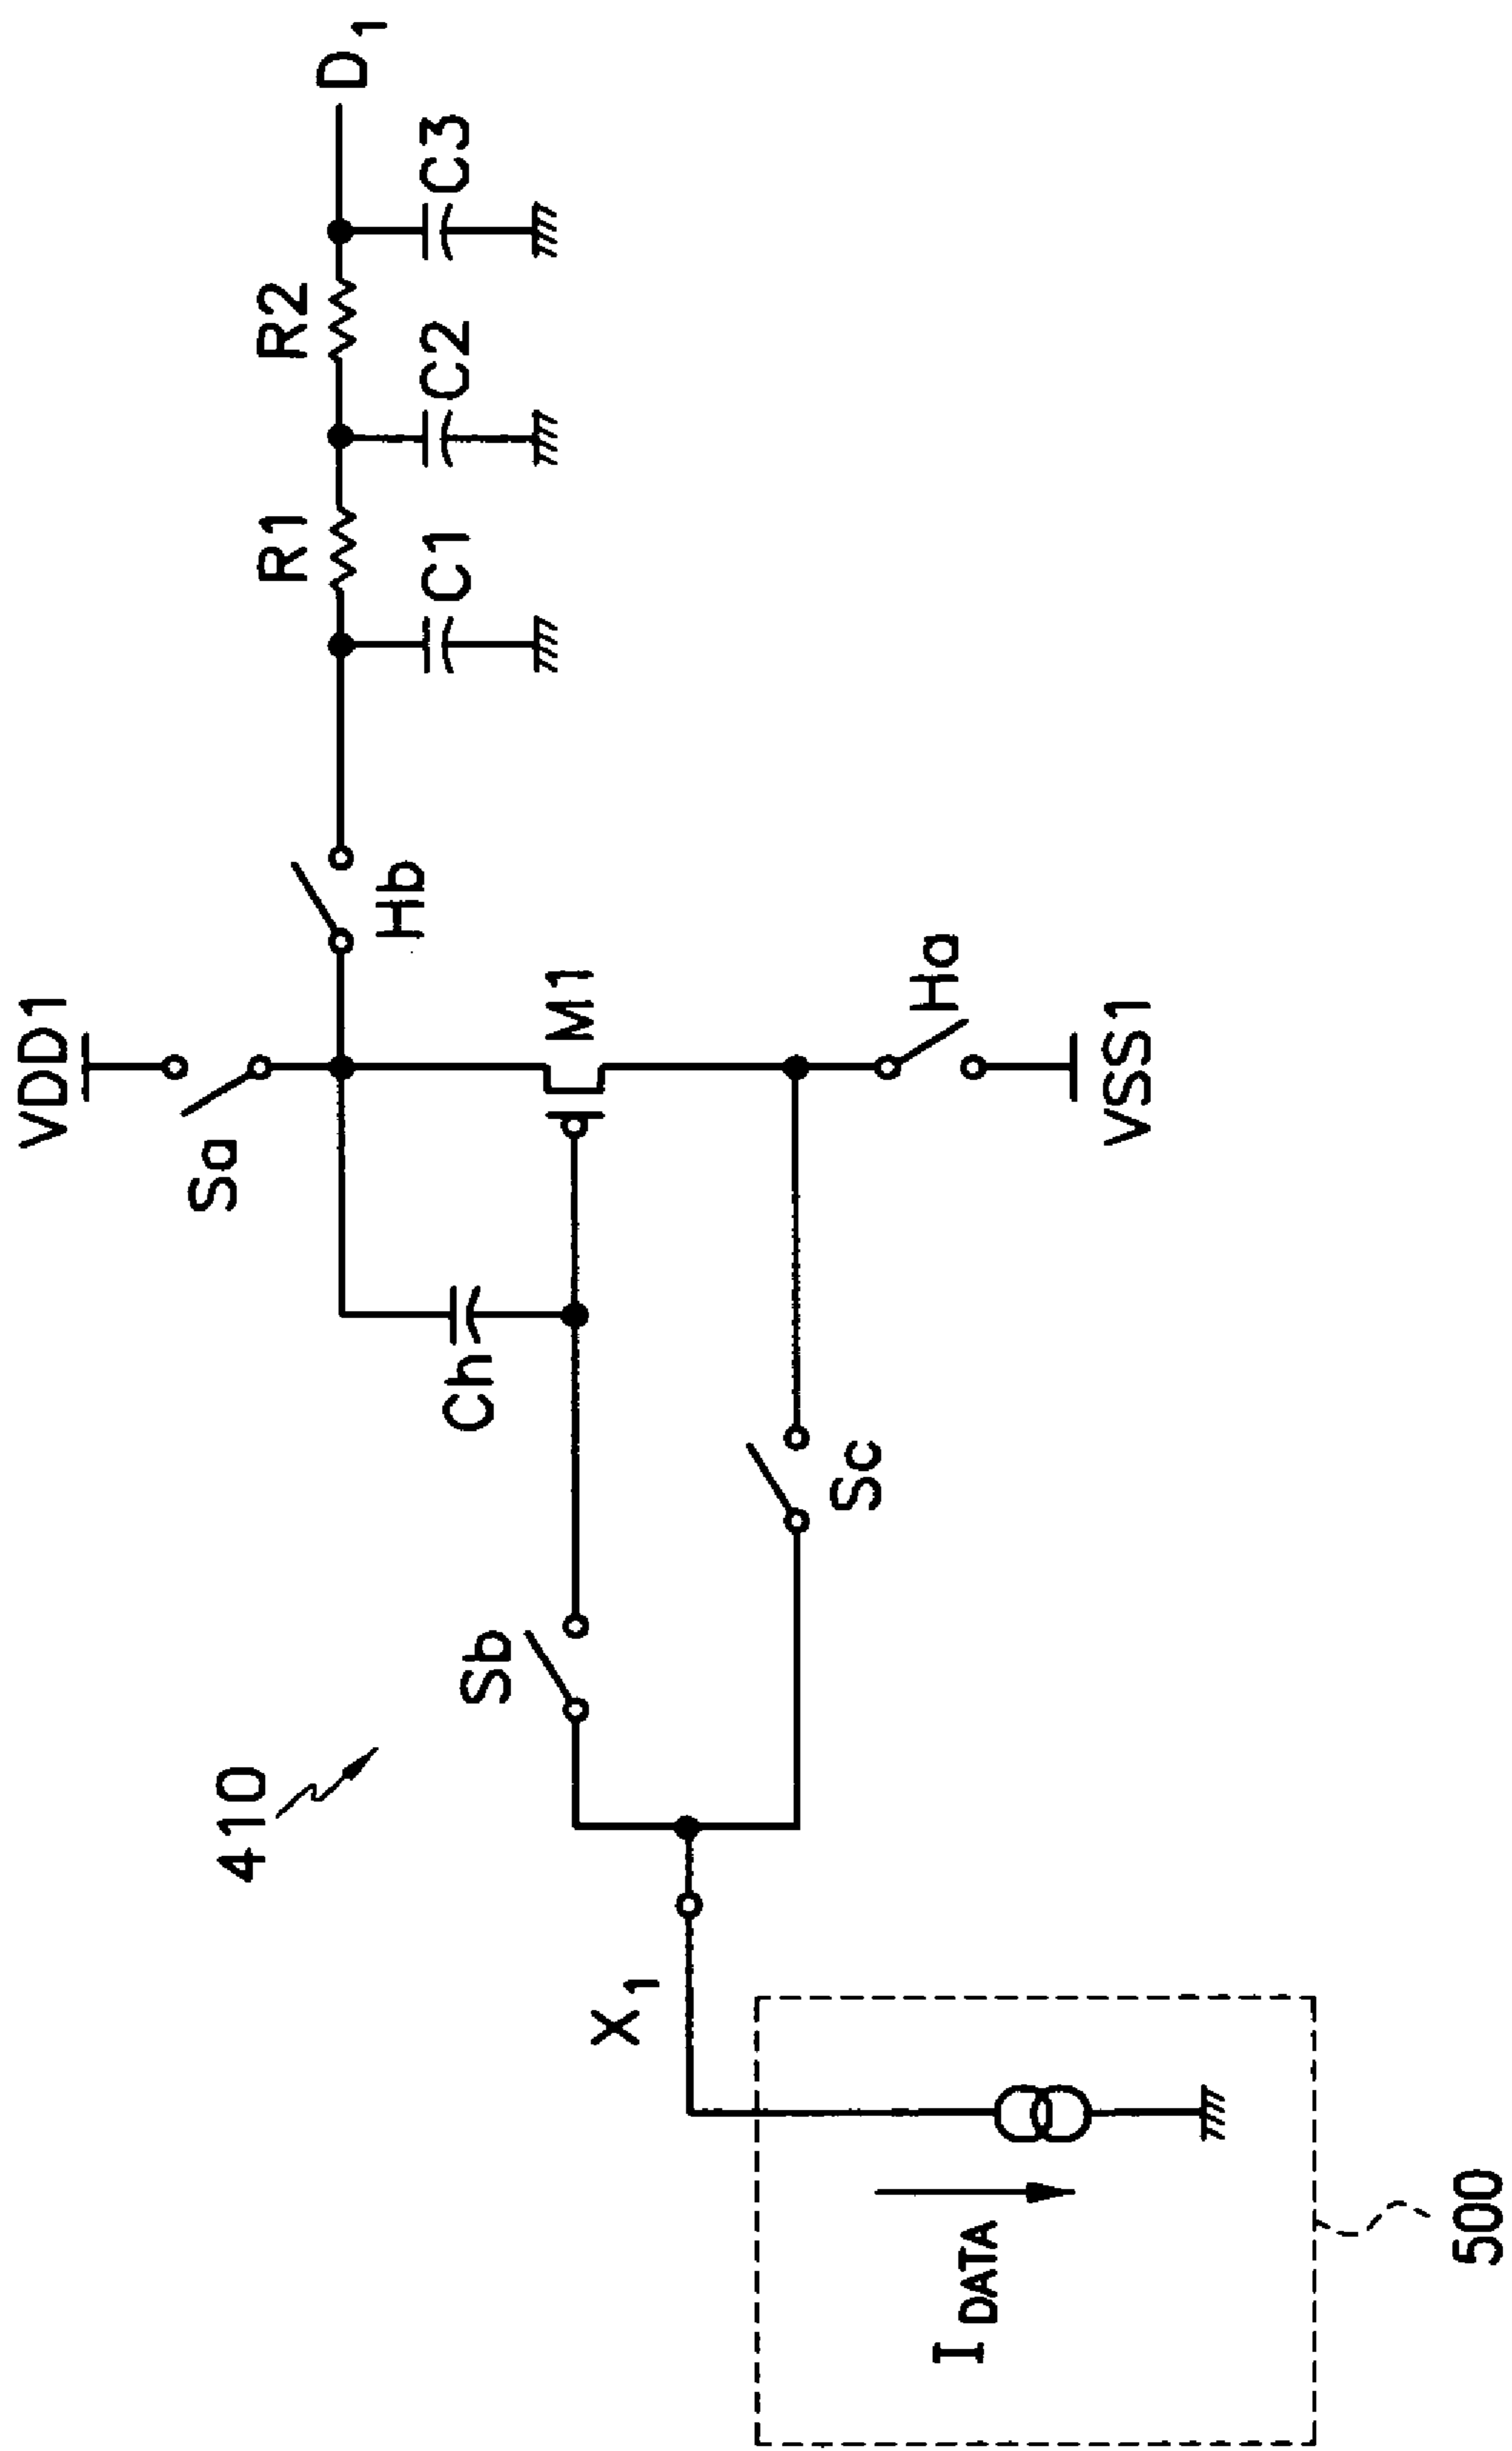 VDD1
Sa
R1
R2
D1
410
Ch
Hb
C1
C2
C3
Sb
M1
X1
Sc
Ha
IDATA
VSS1
500